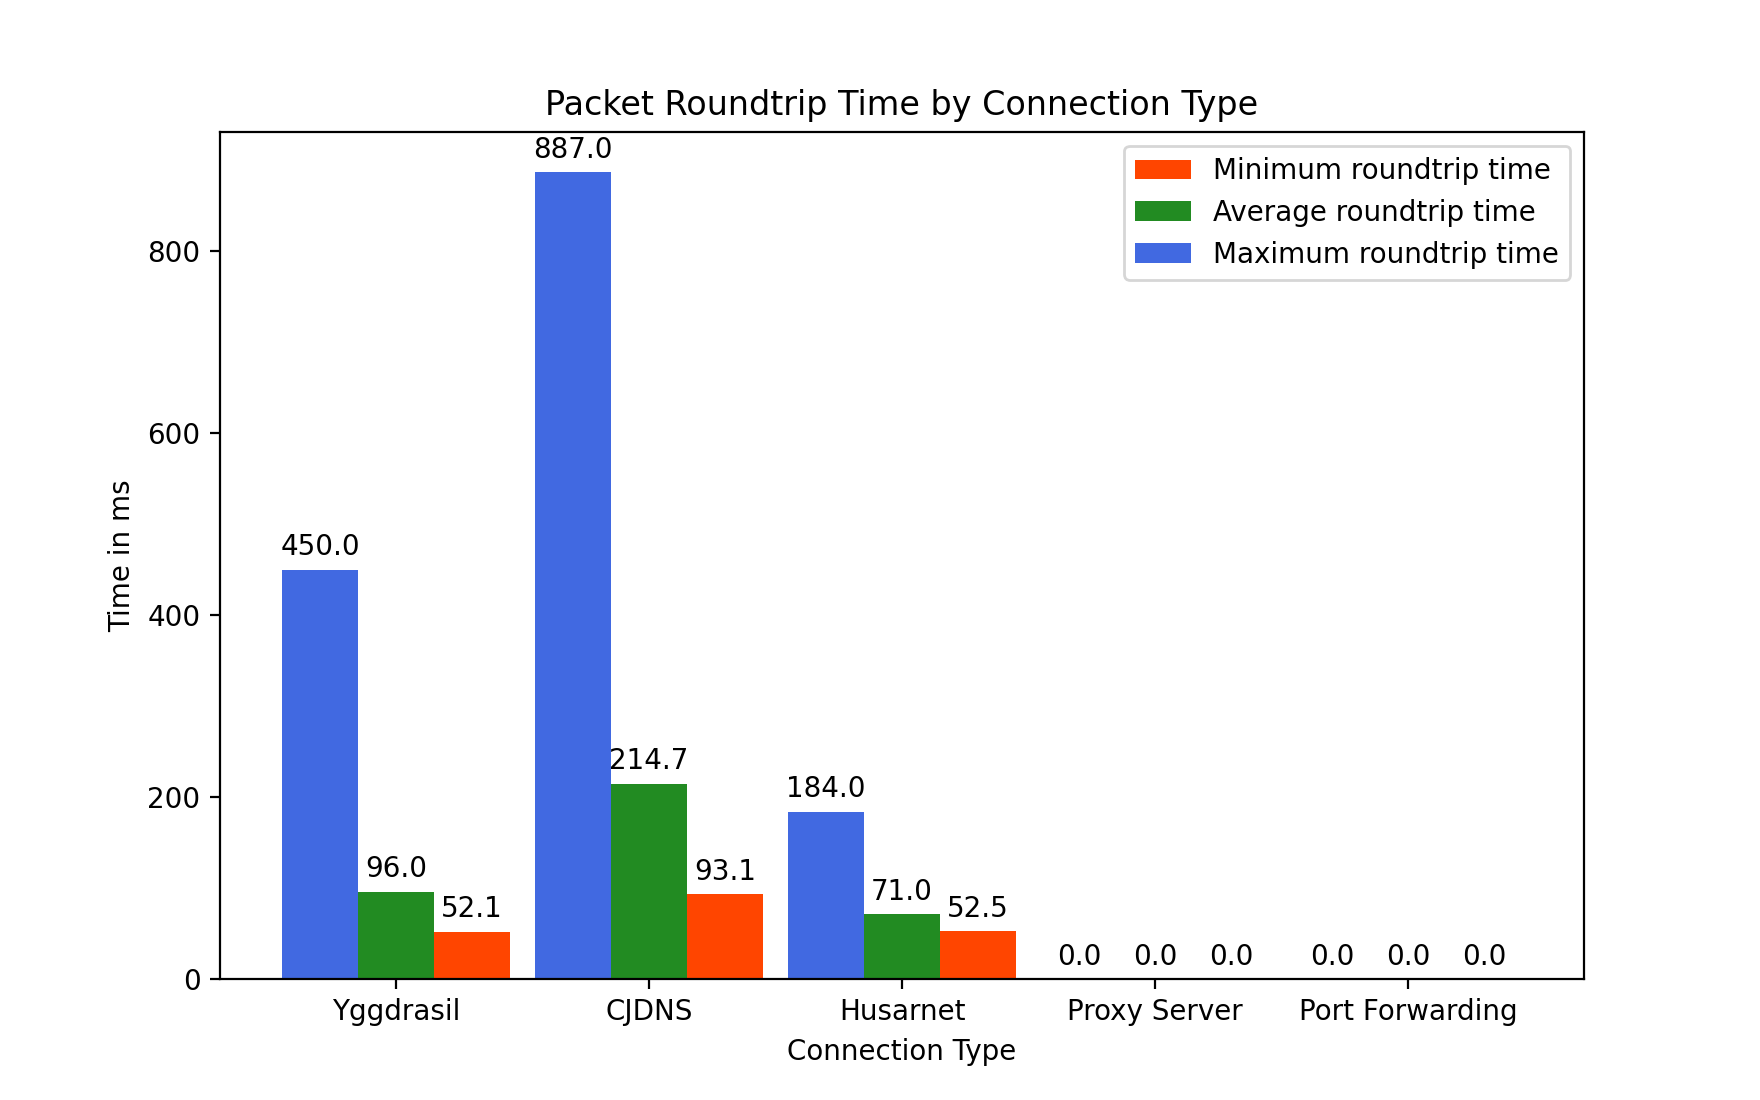 Packet Roundtrip Time by Connection Type
Minimum roundtrip time
Average roundtrip time
Maximum roundtrip time
Time in ms
800
600
400
200
0
450.0
96.0
52.1
887.0
214.7
93.1
184.0
71.0
52.5
0.0 0.0 0.0
0.0 0.0 0.0
Yggdrasil
CJDNS
Husarnet
Proxy Server
Port Forwarding
Connection Type